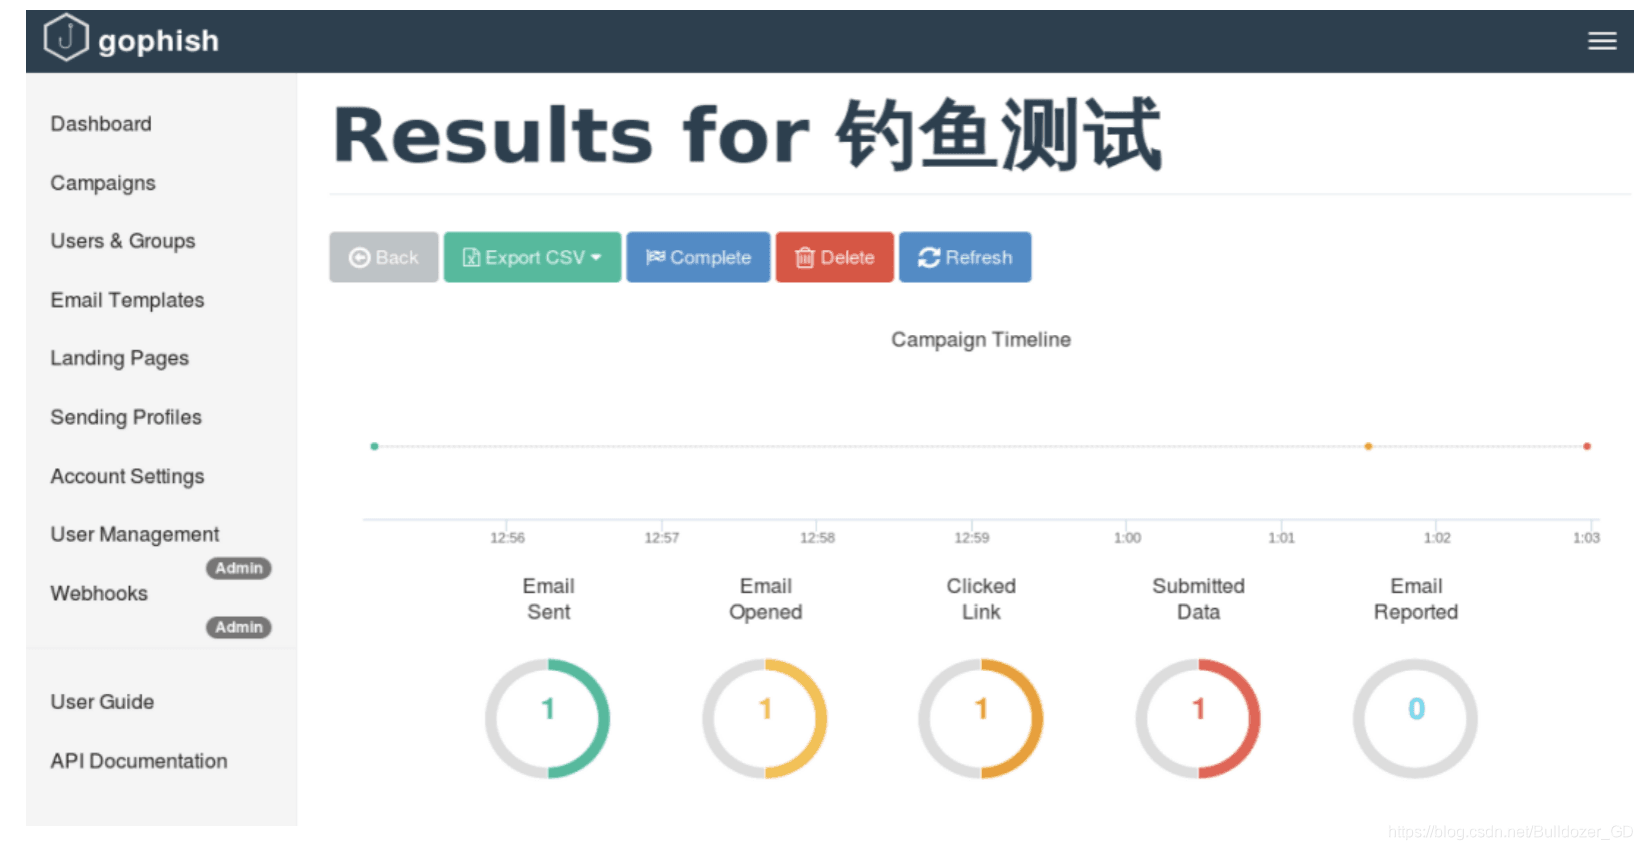 gophish
Dashboard
Campaigns
Users & Groups
Email Templates
Landing Pages
Sending Profiles
Account Settings
User Management
Admin
Webhooks
Admin
User Guide
API Documentation
Results for 钓鱼测试
Back
Export CSV
Complete
Delete
Refresh
Campaign Timeline
12:56 12:57 12:58 12:59 1:00 1:01 1:02 1:03
Email
Sent
Email
Opened
Clicked
Link
Submitted
Data
Email
Reported
1
1
1
1
0
https://blog.csdn.net/Bulldozer_GD